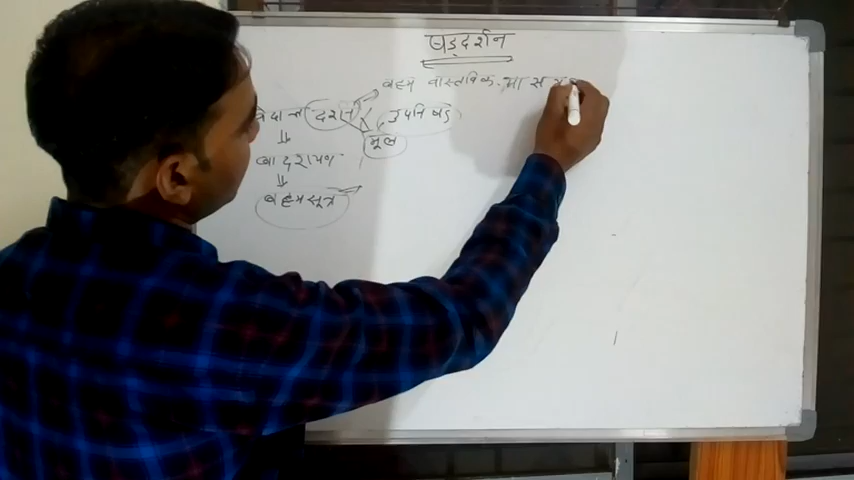 षड्दर्शन
ब्रह्म वास्तविक
वेदान्त दर्शन उपनिषद
मूल
बादरायण
ब्रह्मसूत्र